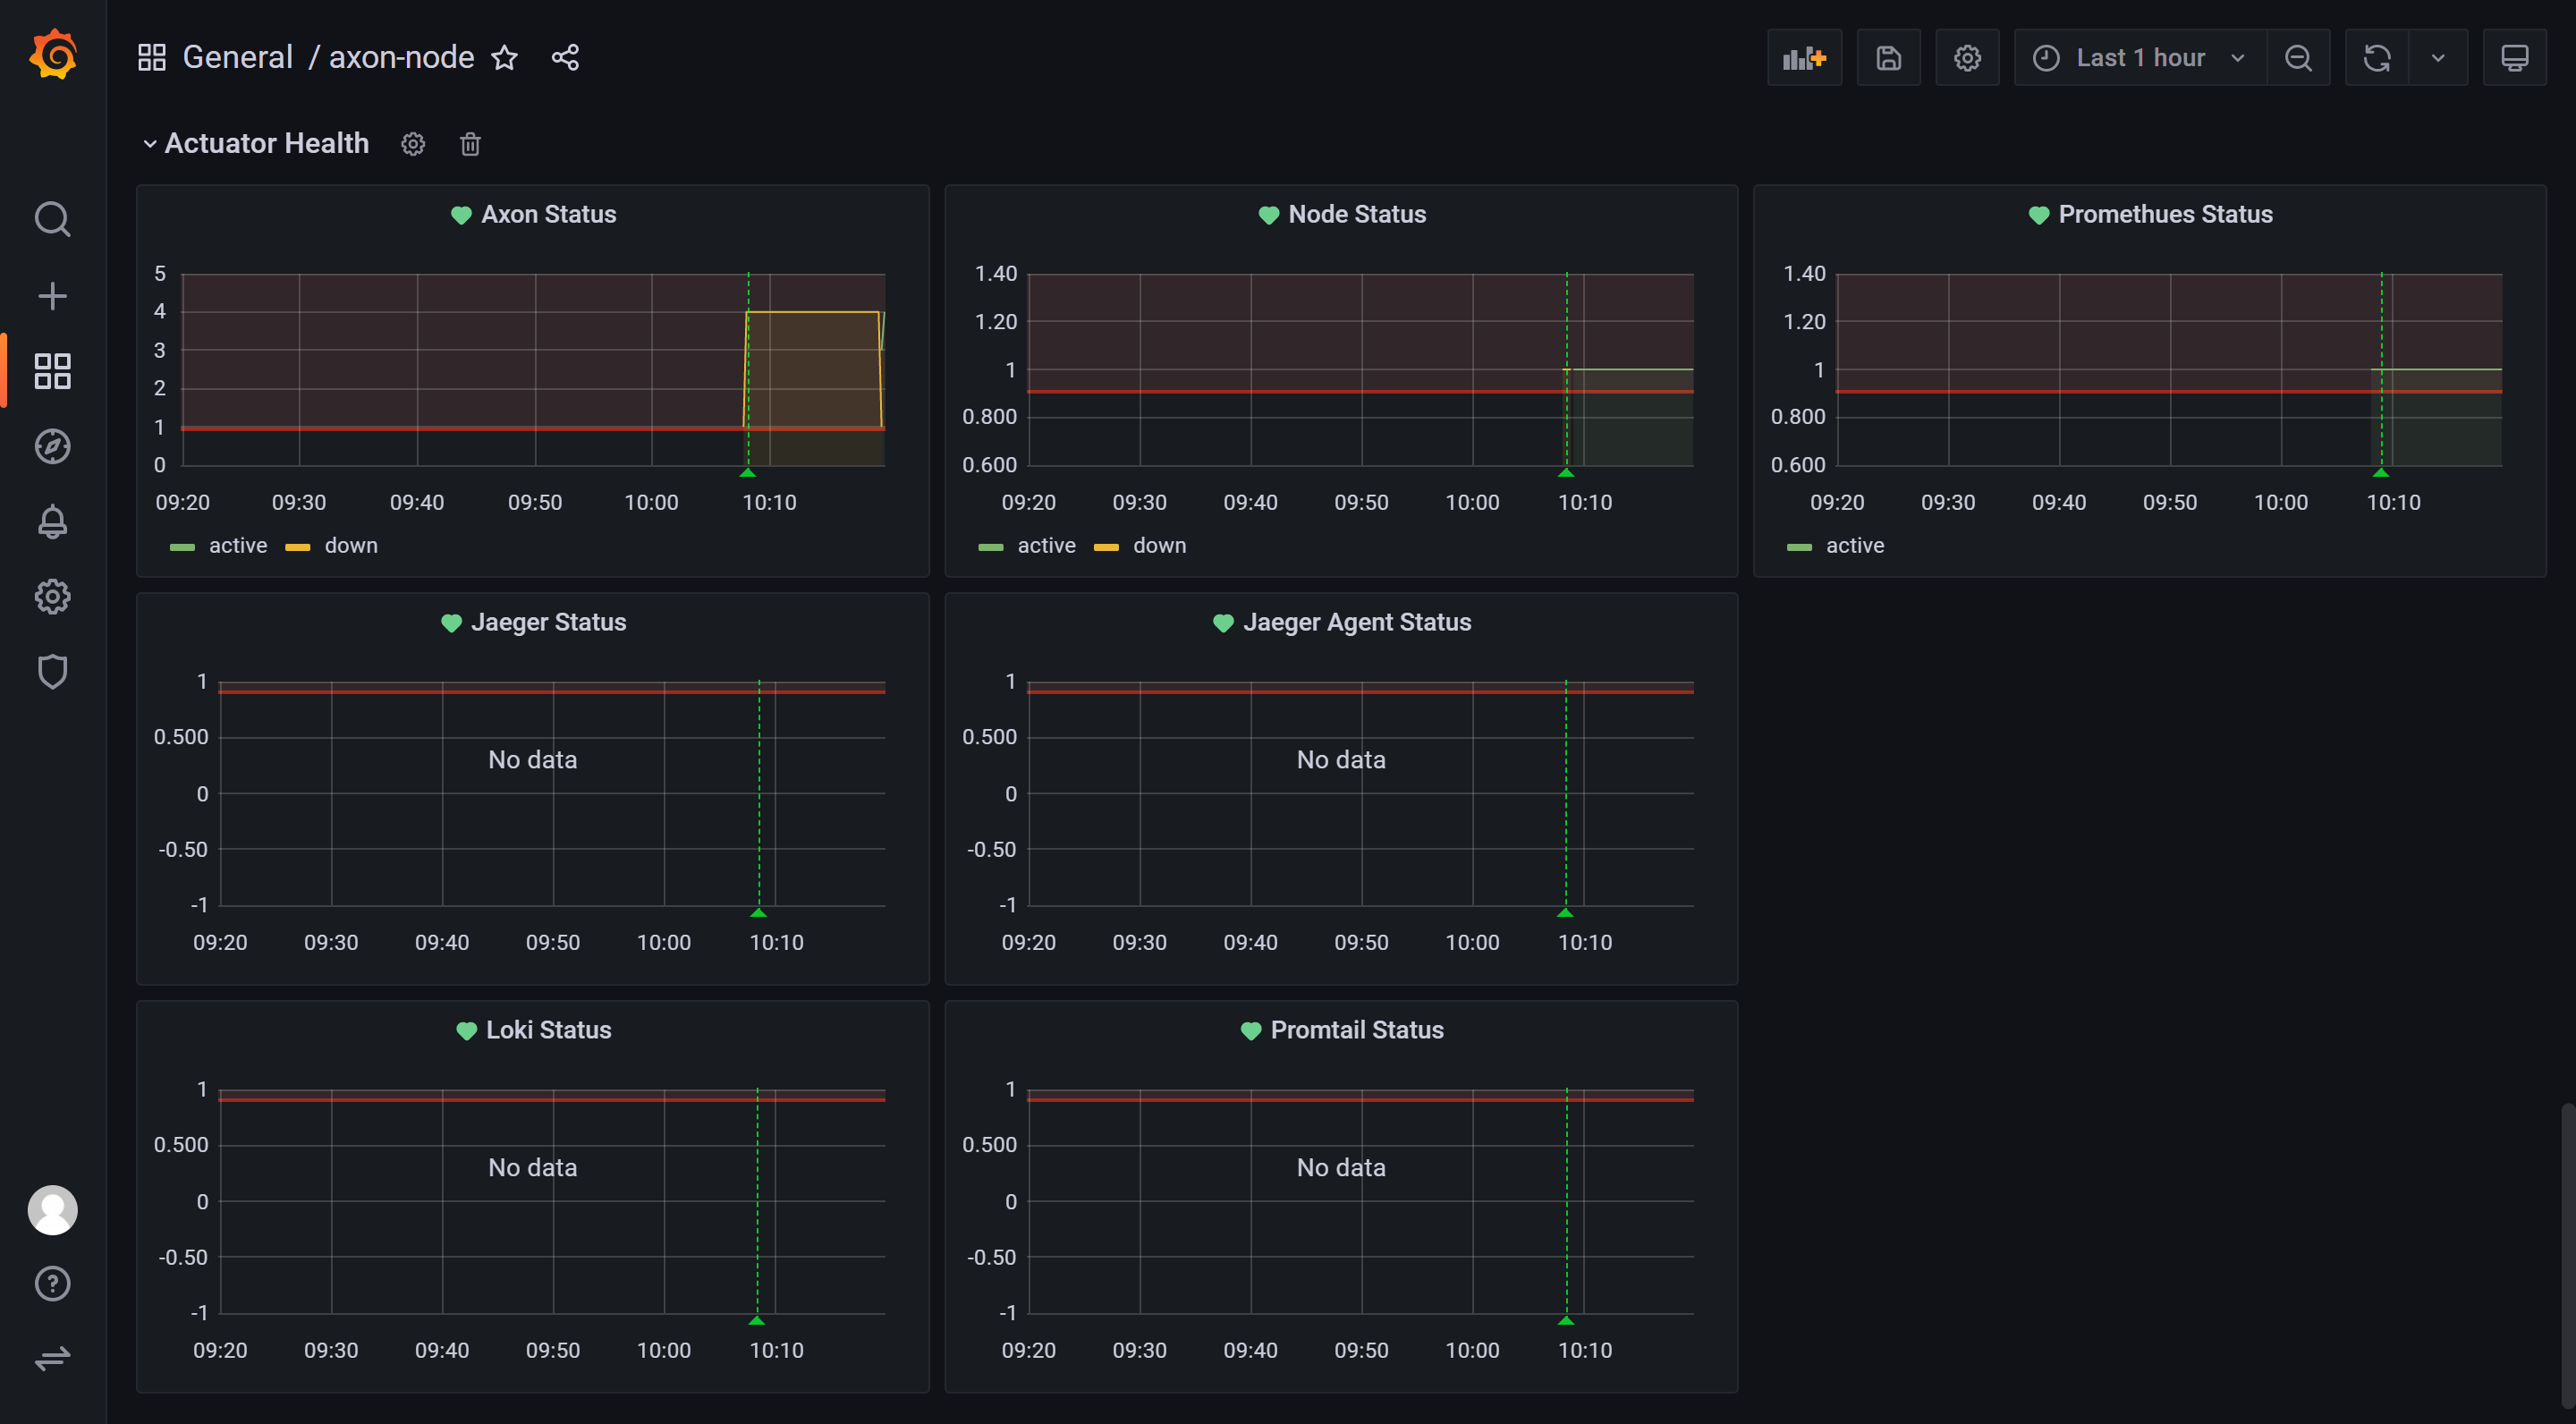 General / axon-node
Last 1 hour
Actuator Health
Axon Status
5
4
3
2
1
0
09:20 09:30 09:40 09:50 10:00 10:10
active down
Node Status
1.40
1.20
1
0.800
0.600
09:20 09:30 09:40 09:50 10:00 10:10
active down
Promethues Status
1.40
1.20
1
0.800
0.600
09:20 09:30 09:40 09:50 10:00 10:10
active
Jaeger Status
1
0.500
No data
0
-0.50
-1
09:20 09:30 09:40 09:50 10:00 10:10
Jaeger Agent Status
1
0.500
No data
0
-0.50
-1
09:20 09:30 09:40 09:50 10:00 10:10
Loki Status
1
0.500
No data
0
-0.50
-1
09:20 09:30 09:40 09:50 10:00 10:10
Promtail Status
1
0.500
No data
0
-0.50
-1
09:20 09:30 09:40 09:50 10:00 10:10